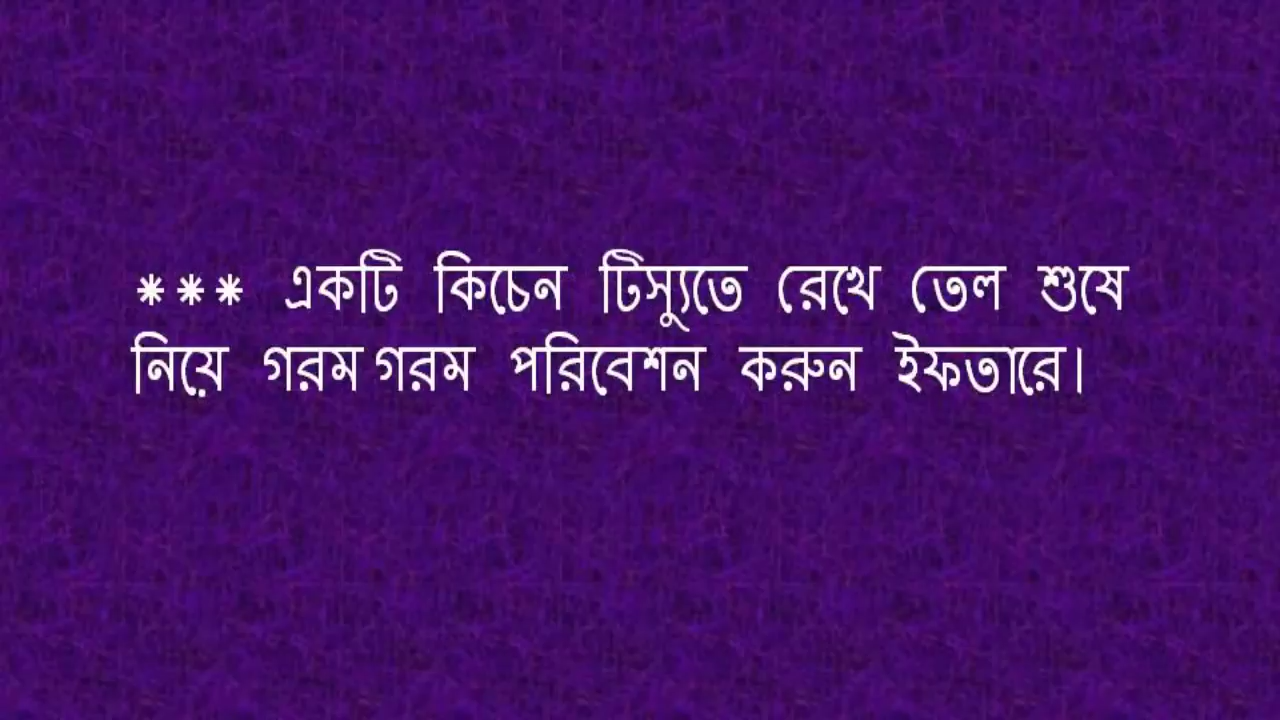 *** একটি কিচেন টিস্যুতে রেখে তেল শুষে
নিয়ে গরম গরম পরিবেশন করুন ইফতারে।